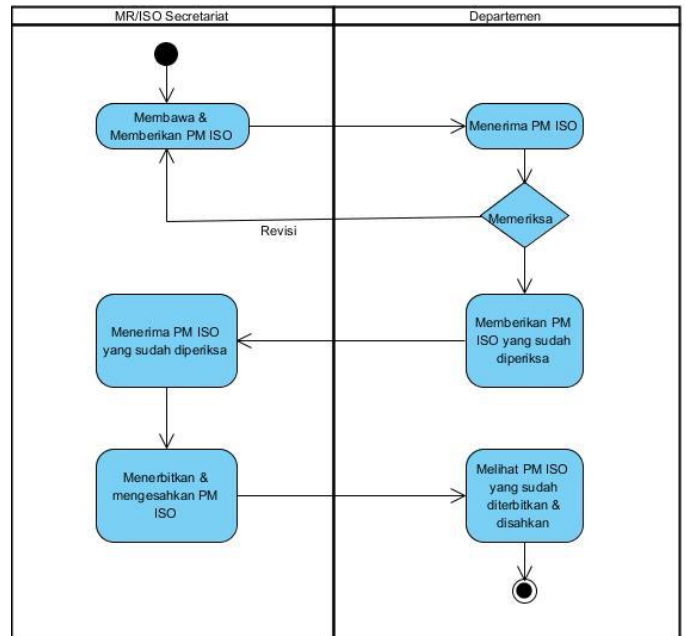 MR/ISO Secretariat
Departemen
Membawa &
Memberikan PM ISO
Menerima PM ISO
Memeriksa
Revisi
Memberikan PM
ISO yang sudah
diperiksa
Menerima PM ISO
yang sudah diperiksa
Menerbitkan &
mengesahkan PM
ISO
Melihat PM ISO
yang sudah
diterbitkan &
disahkan